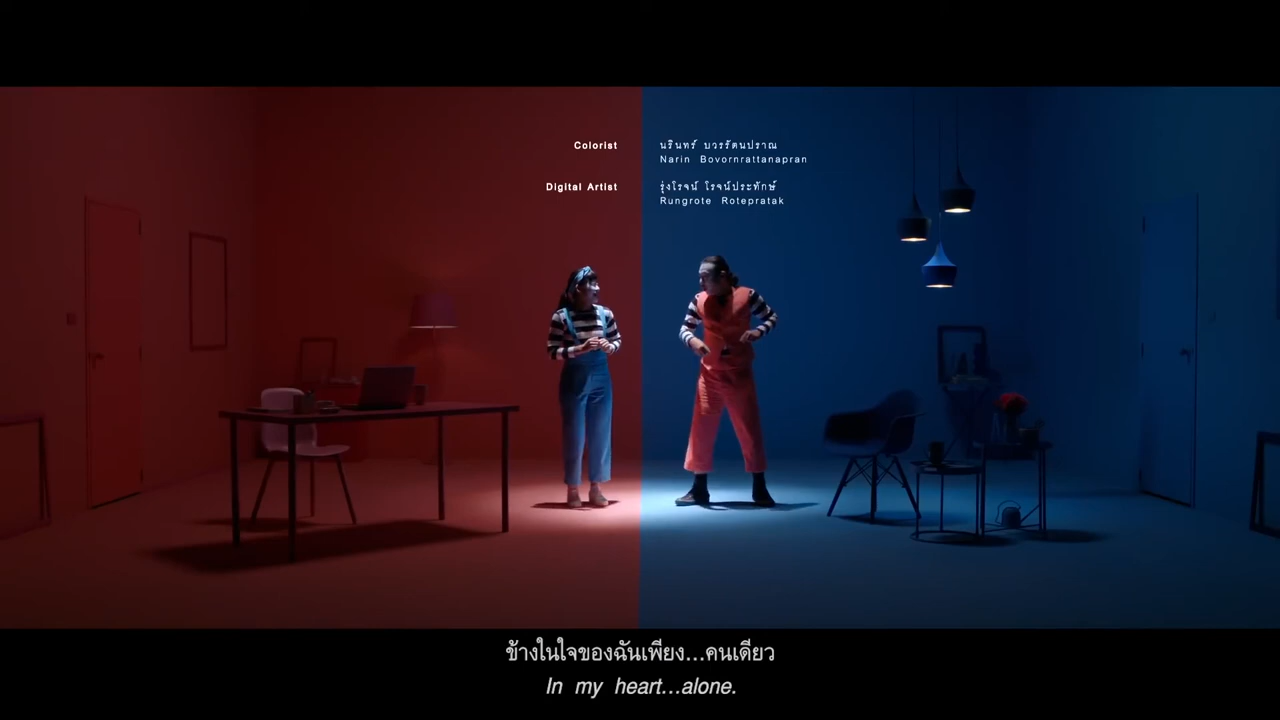 Colorist นรินทร์ บวรรัตนปราณ
Narin Bovornrattanapran
Digital Artist รุ่งโรจน์ โรจน์ประทักษ์
Rungrote Rotepratak
ข้างในใจของฉันเพียง...คนเดียว
In my heart...alone.